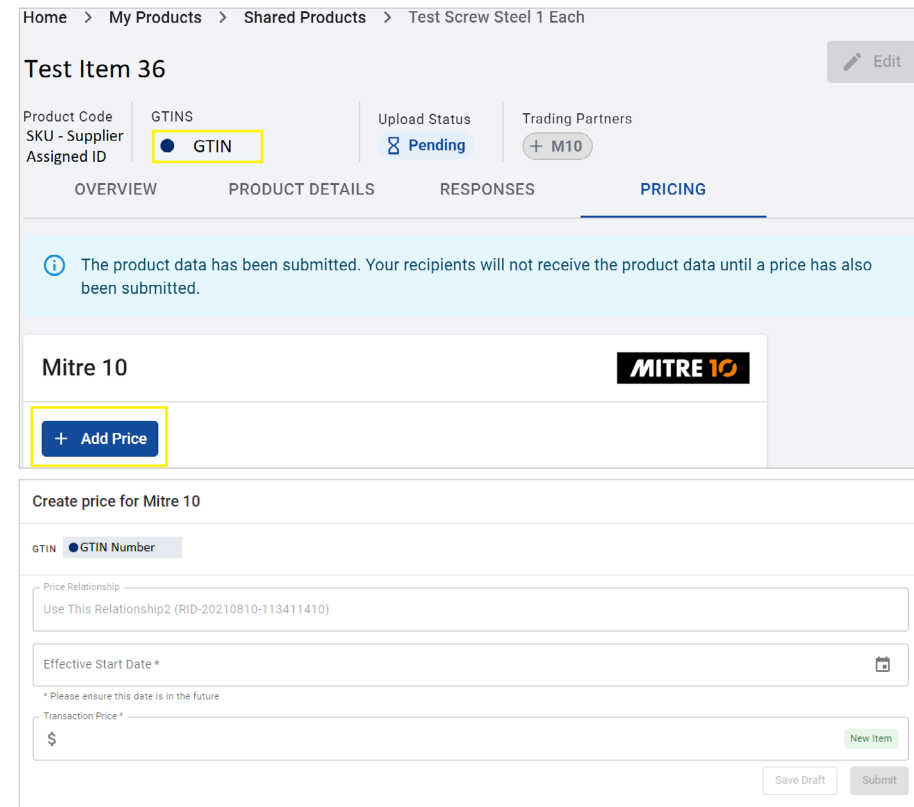 Home > My Products > Shared Products > Test Screw Steel 1 Each
Test Item 36
Edit
Product Code
GTINS
Upload Status
Trading Partners
SKU - Supplier
Assigned ID
GTIN
Pending
+ M10
OVERVIEW
PRODUCT DETAILS
RESPONSES
PRICING
The product data has been submitted. Your recipients will not receive the product data until a price has also
been submitted.
Mitre 10
MITRE 10
+ Add Price
Create price for Mitre 10
GTIN
GTIN Number
Price Relationship
Use This Relationship2 (RID-20210810-113411410)
Effective Start Date *
* Please ensure this date is in the future
Transaction Price *
$
New Item
Save Draft
Submit